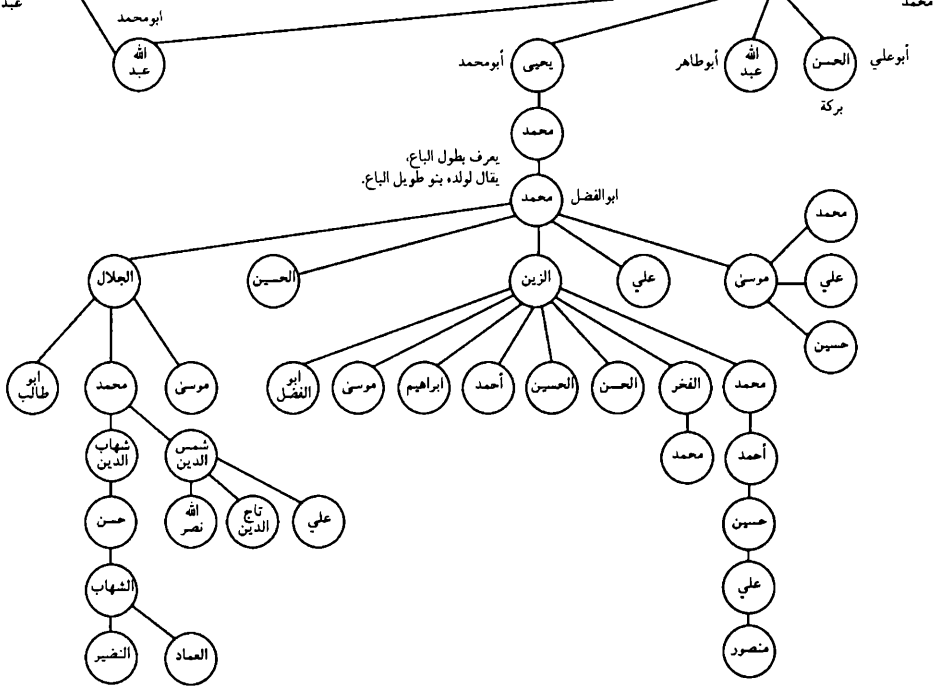 محمد
عبد
ابومحمد
أبوعلي
الحسن
بركة
الله
عبد
أبوطاهر
يحيى
أبومحمد
الله
عبد
محمد
يعرف بطول الباع،
يقال لولده بنو طويل الباع.
ابوالفضل
محمد
محمد
موسىٰ
علي
حسين
علي
الزين
الحسين
الجلال
محمد
الفخر
الحسن
الحسين
أحمد
ابراهيم
موسىٰ
ابو
الفضل
موسىٰ
محمد
ابو
طالب
أحمد
محمد
شمس
الدين
شهاب
الدين
حسين
علي
تاج
الدين
الله
نصر
حسن
علي
الشهاب
منصور
العماد
النضير